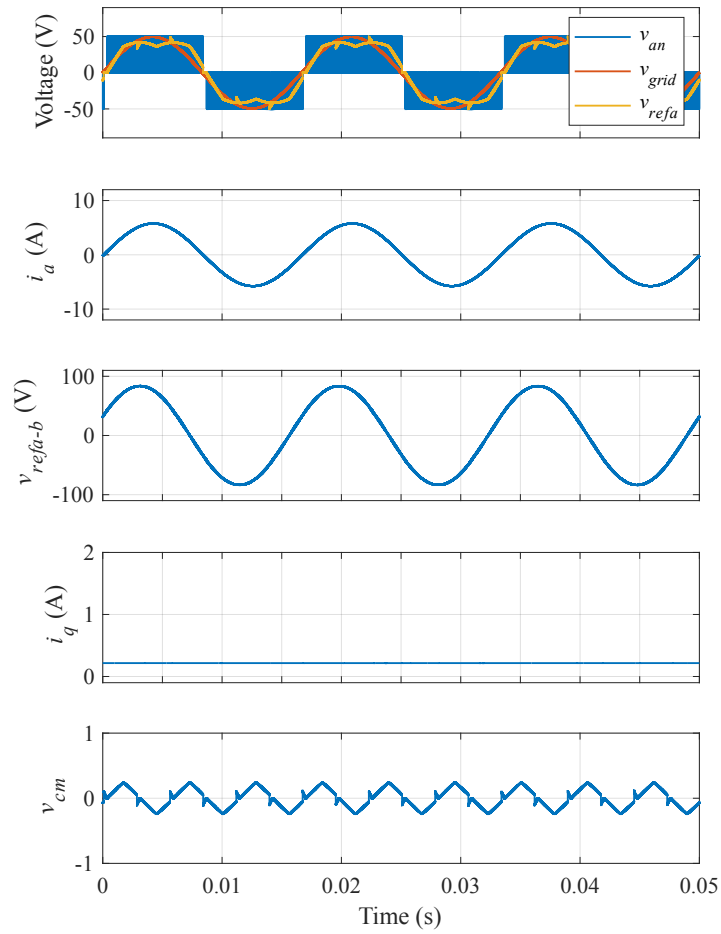 Voltage (V)
50
0
-50
v_an
v_grid
v_refa
i_a (A)
10
0
-10
v_refa-b (V)
100
0
-100
i_q (A)
2
1
0
v_cm
1
0
-1
0 0.01 0.02 0.03 0.04 0.05
Time (s)